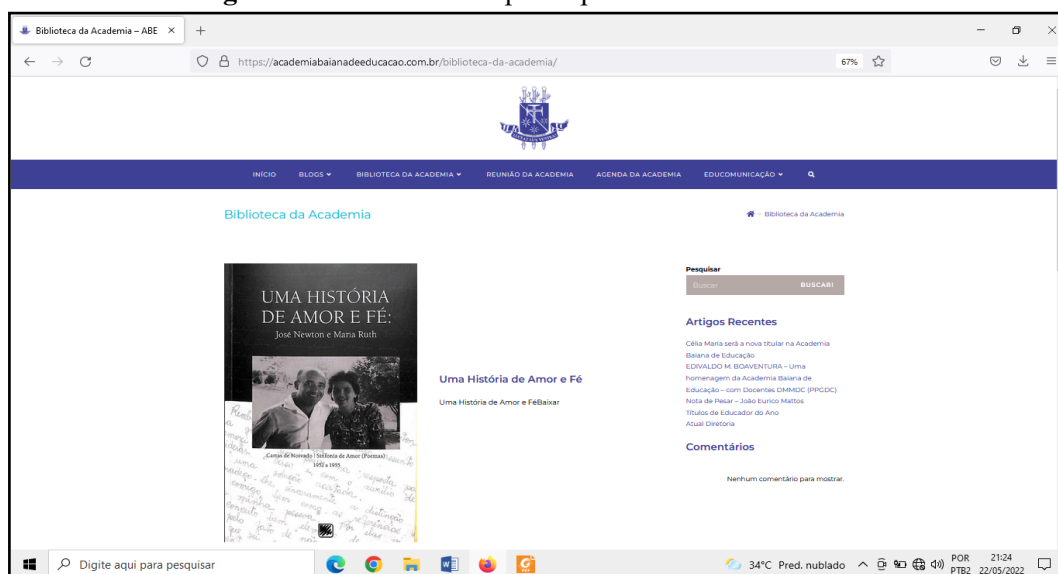 Biblioteca da Academia – ABE
https://academiabaianadeeducacao.com.br/biblioteca-da-academia/
67%
INÍCIO BLOGS BIBLIOTECA DA ACADEMIA REUNIÃO DA ACADEMIA AGENDA DA ACADEMIA EDUCOMUNICAÇÃO
Biblioteca da Academia
- Biblioteca da Academia
UMA HISTÓRIA
DE AMOR E FÉ:
José Newton e Maria Ruth
Cartas de Noivado | Sinfonia de Amor (Poemas)
1952 a 1955
Uma História de Amor e Fé
Uma História de Amor e FéBaixar
Pesquisar
Buscar BUSCAR!
Artigos Recentes
Célia Maria será a nova titular na Academia
Baiana de Educação
EDIVALDO M. BOAVENTURA – Uma
homenagem da Academia Baiana de
Educação – com Docentes DMMDC (PPGDC)
Nota de Pesar – João Eurico Mattos
Títulos de Educador do Ano
Atual Diretoria
Comentários
Nenhum comentário para mostrar.
Digite aqui para pesquisar
34°C Pred. nublado
POR
PTB2
21:24
22/05/2022